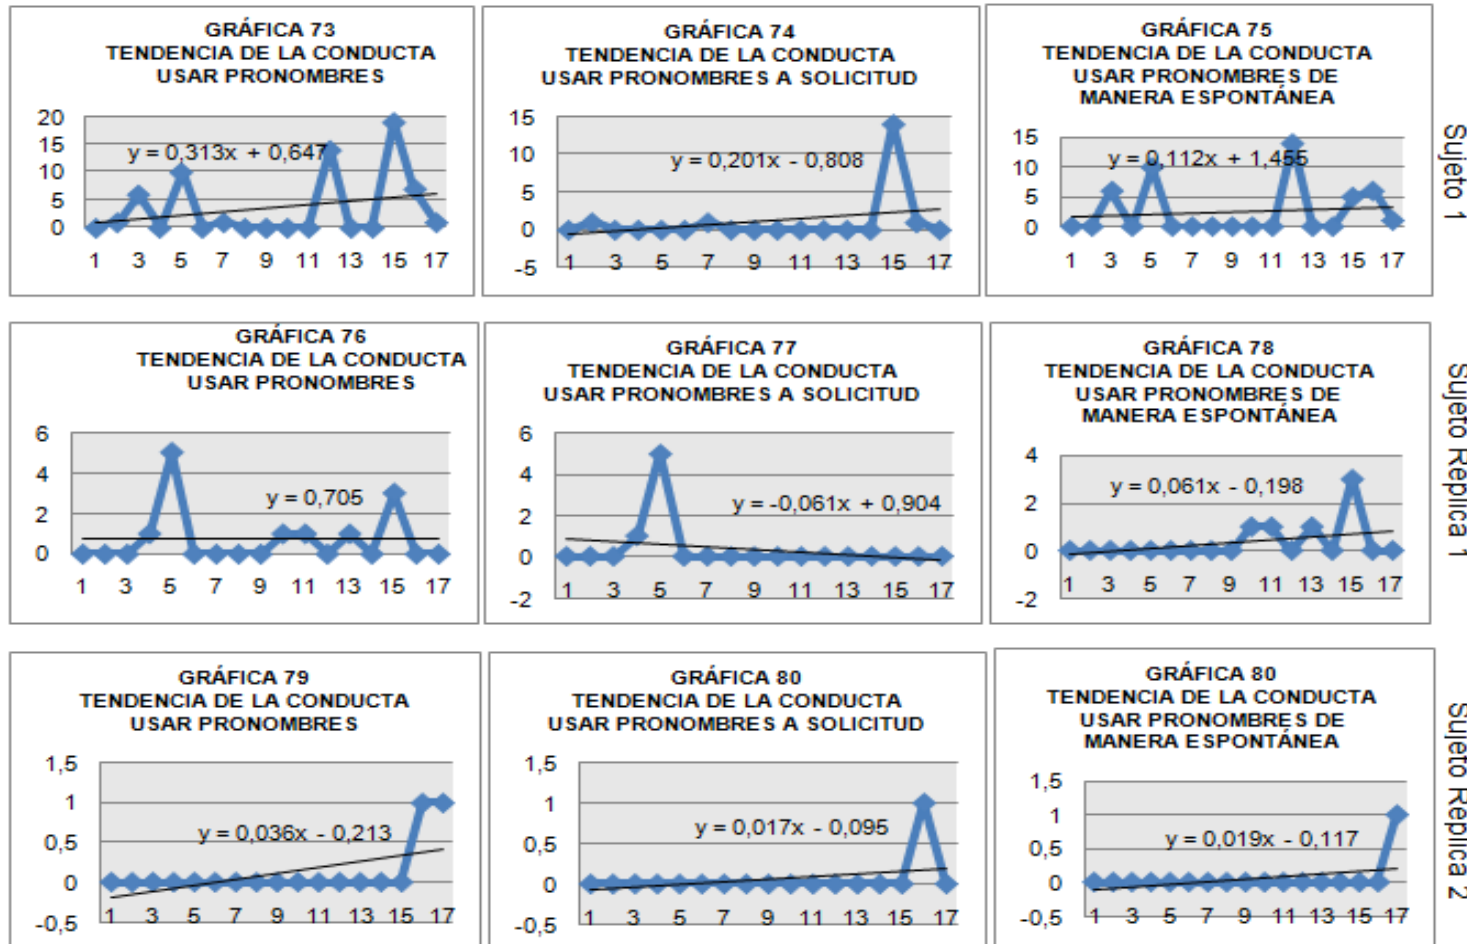 GRÁFICA 73
TENDENCIA DE LA CONDUCTA
USAR PRONOMBRES
20
15
10
5
0
y = 0,313x + 0,647
1 3 5 7 9 11 13 15 17
GRÁFICA 74
TENDENCIA DE LA CONDUCTA
USAR PRONOMBRES A SOLICITUD
15
10
5
0
-5
y = 0,201x - 0,808
1 3 5 7 9 11 13 15 17
GRÁFICA 75
TENDENCIA DE LA CONDUCTA
USAR PRONOMBRES DE
MANERA ESPONTÁNEA
15
10
5
0
y = 0,112x + 1,455
1 3 5 7 9 11 13 15 17
Sujeto 1
GRÁFICA 76
TENDENCIA DE LA CONDUCTA
USAR PRONOMBRES
6
4
2
0
y = 0,705
1 3 5 7 9 11 13 15 17
GRÁFICA 77
TENDENCIA DE LA CONDUCTA
USAR PRONOMBRES A SOLICITUD
6
4
2
0
-2
y = -0,061x + 0,904
1 3 5 7 9 11 13 15 17
GRÁFICA 78
TENDENCIA DE LA CONDUCTA
USAR PRONOMBRES DE
MANERA ESPONTÁNEA
4
2
0
-2
y = 0,061x - 0,198
1 3 5 7 9 11 13 15 17
Sujeto Réplica 1
GRÁFICA 79
TENDENCIA DE LA CONDUCTA
USAR PRONOMBRES
1,5
1
0,5
0
-0,5
y = 0,036x - 0,213
1 3 5 7 9 11 13 15 17
GRÁFICA 80
TENDENCIA DE LA CONDUCTA
USAR PRONOMBRES A SOLICITUD
1,5
1
0,5
0
-0,5
y = 0,017x - 0,095
1 3 5 7 9 11 13 15 17
GRÁFICA 80
TENDENCIA DE LA CONDUCTA
USAR PRONOMBRES DE
MANERA ESPONTÁNEA
1,5
1
0,5
0
-0,5
y = 0,019x - 0,117
1 3 5 7 9 11 13 15 17
Sujeto Réplica 2